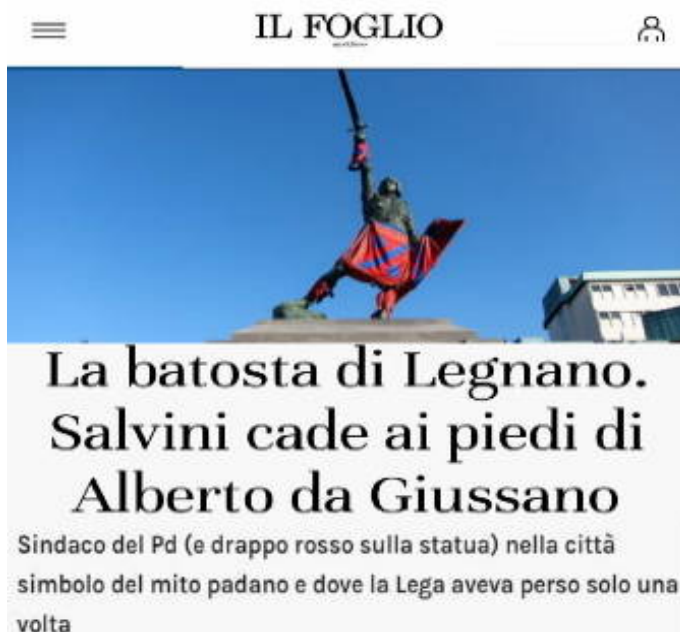 IL FOGLIO
La batosta di Legnano.
Salvini cade ai piedi di
Alberto da Giussano
Sindaco del Pd (e drappo rosso sulla statua) nella città
simbolo del mito padano e dove la Lega aveva perso solo una
volta